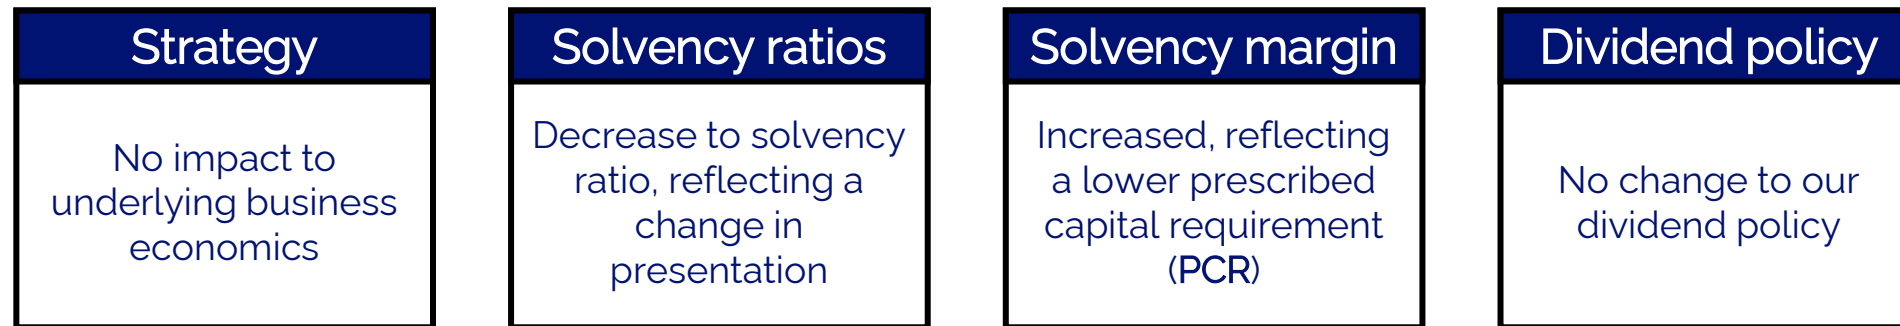 Strategy
No impact to
underlying business
economics
Solvency ratios
Decrease to solvency
ratio, reflecting a
change in
presentation
Solvency margin
Increased, reflecting
a lower prescribed
capital requirement
(PCR)
Dividend policy
No change to our
dividend policy